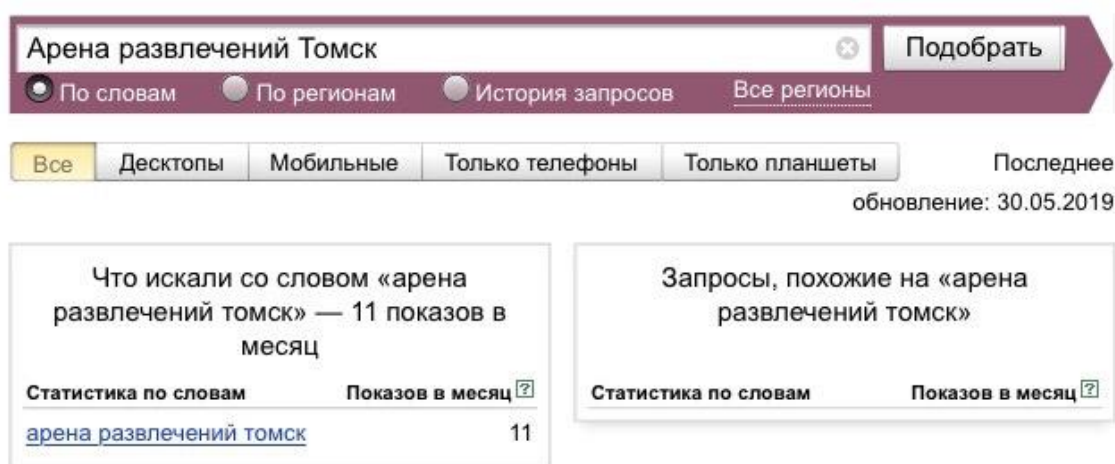 Арена развлечений Томск
Подобрать
По словам По регионам История запросов Все регионы
Все Десктопы Мобильные Только телефоны Только планшеты Последнее
обновление: 30.05.2019
Что искали со словом «арена
развлечений томск» — 11 показов в
месяц
Статистика по словам Показов в месяц ?
арена развлечений томск 11
Запросы, похожие на «арена
развлечений томск»
Статистика по словам Показов в месяц ?